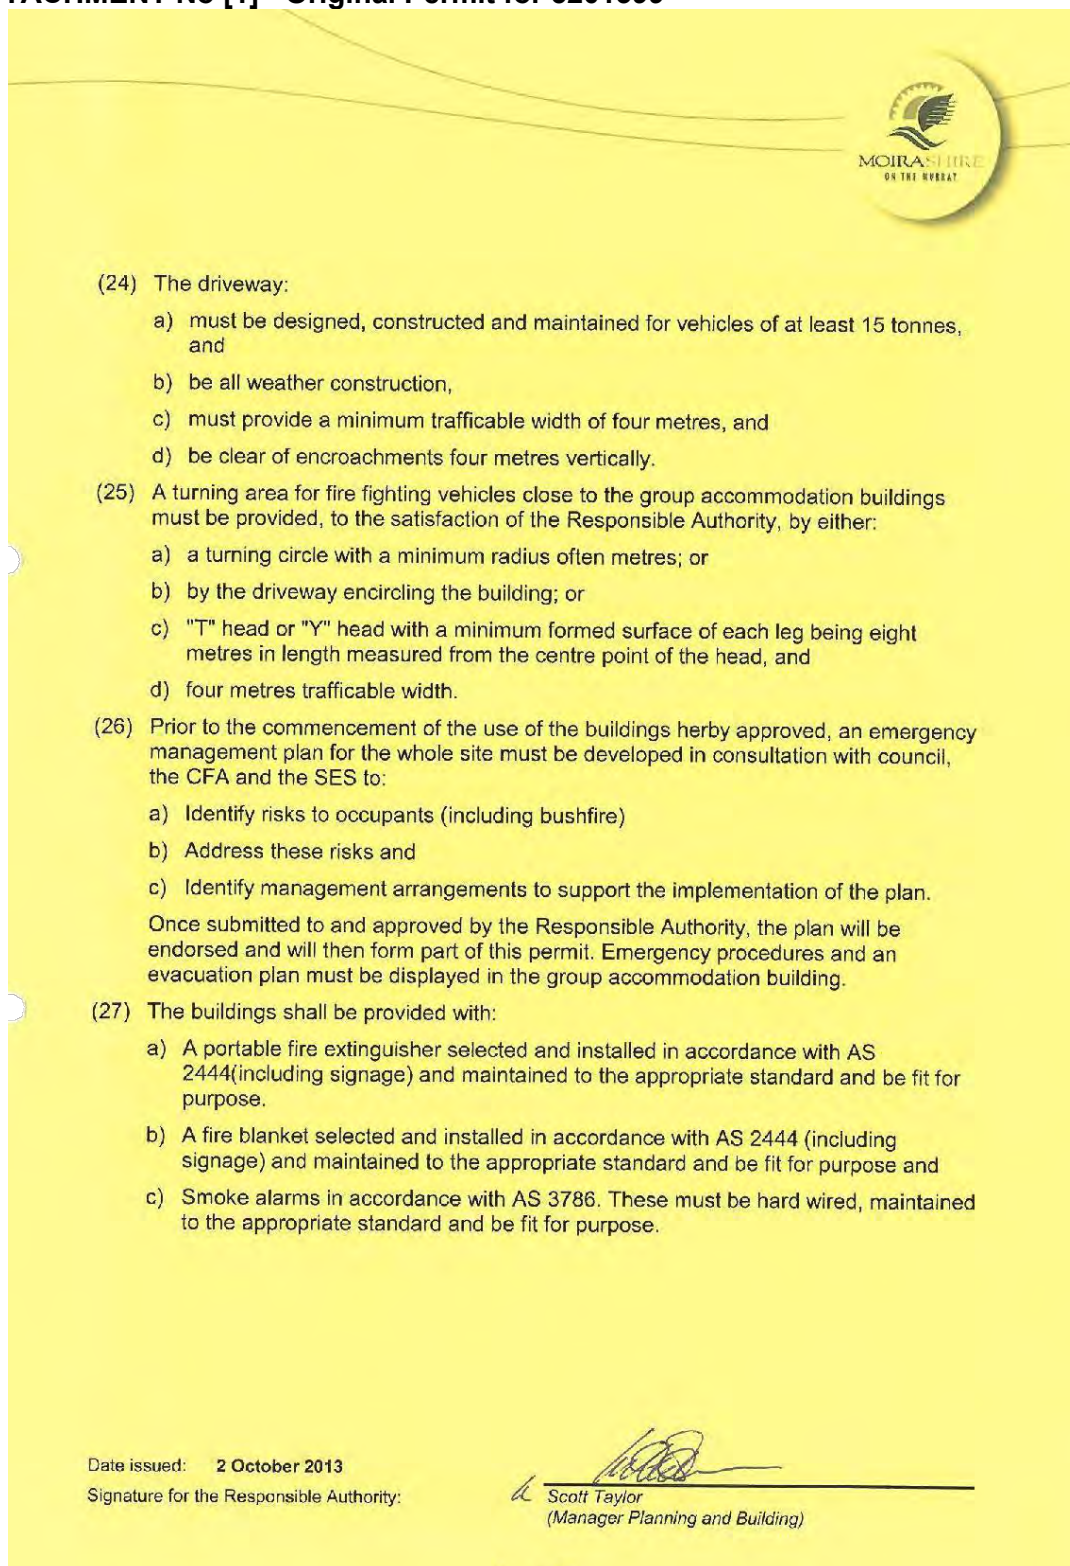 MOIRA SHIRE
ON THE MURRAY
(24) The driveway:
a) must be designed, constructed and maintained for vehicles of at least 15 tonnes,
and
b) be all weather construction,
c) must provide a minimum trafficable width of four metres, and
d) be clear of encroachments four metres vertically.
(25) A turning area for fire fighting vehicles close to the group accommodation buildings
must be provided, to the satisfaction of the Responsible Authority, by either:
a) a turning circle with a minimum radius often metres; or
b) by the driveway encircling the building; or
c) "T" head or "Y" head with a minimum formed surface of each leg being eight
metres in length measured from the centre point of the head, and
d) four metres trafficable width.
(26) Prior to the commencement of the use of the buildings herby approved, an emergency
management plan for the whole site must be developed in consultation with council,
the CFA and the SES to:
a) Identify risks to occupants (including bushfire)
b) Address these risks and
c) Identify management arrangements to support the implementation of the plan.
Once submitted to and approved by the Responsible Authority, the plan will be
endorsed and will then form part of this permit. Emergency procedures and an
evacuation plan must be displayed in the group accommodation building.
(27) The buildings shall be provided with:
a) A portable fire extinguisher selected and installed in accordance with AS
2444(including signage) and maintained to the appropriate standard and be fit for
purpose.
b) A fire blanket selected and installed in accordance with AS 2444 (including
signage) and maintained to the appropriate standard and be fit for purpose and
c) Smoke alarms in accordance with AS 3786. These must be hard wired, maintained
to the appropriate standard and be fit for purpose.
Date issued: 2 October 2013
Signature for the Responsible Authority:
Scott Taylor
(Manager Planning and Building)